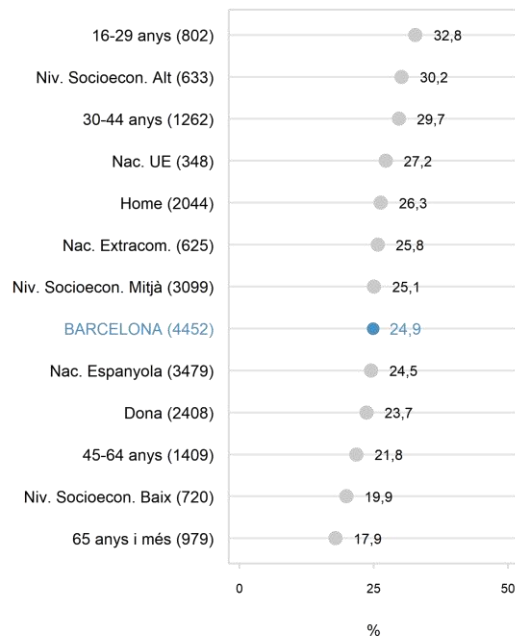 16-29 anys (802) 32,8
Niv. Socioecon. Alt (633) 30,2
30-44 anys (1262) 29,7
Nac. UE (348) 27,2
Home (2044) 26,3
Nac. Extracom. (625) 25,8
Niv. Socioecon. Mitjà (3099) 25,1
BARCELONA (4452) 24,9
Nac. Espanyola (3479) 24,5
Dona (2408) 23,7
45-64 anys (1409) 21,8
Niv. Socioecon. Baix (720) 19,9
65 anys i més (979) 17,9
0 25 50
%